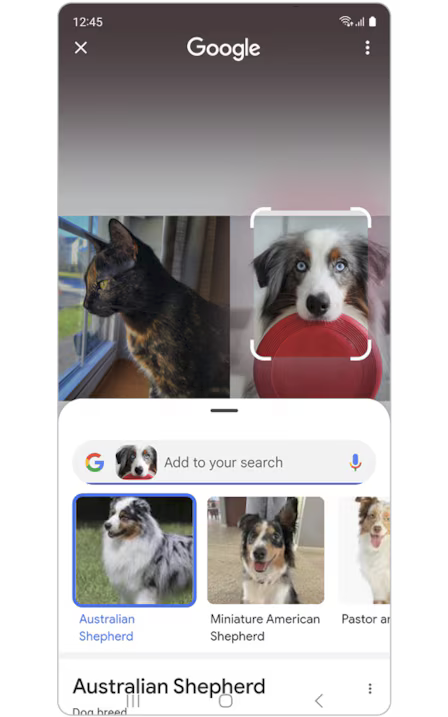 12:45
Google
Add to your search
Australian
Shepherd
Miniature American
Shepherd
Pastor
Australian Shepherd
Dog breed